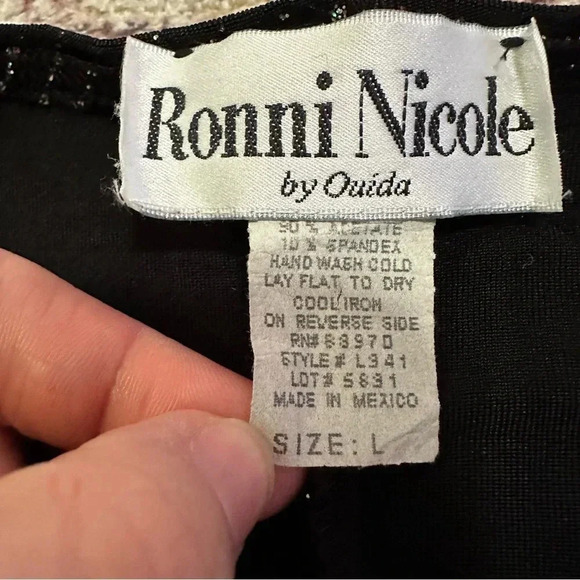 Ronni Nicole
by Ouida
90% ACETATE
10% SPANDEX
HAND WASH COLD
LAY FLAT TO DRY
COOL IRON
ON REVERSE SIDE
RN# 83970
STYLE# L341
LOT# 5831
MADE IN MEXICO
SIZE: L